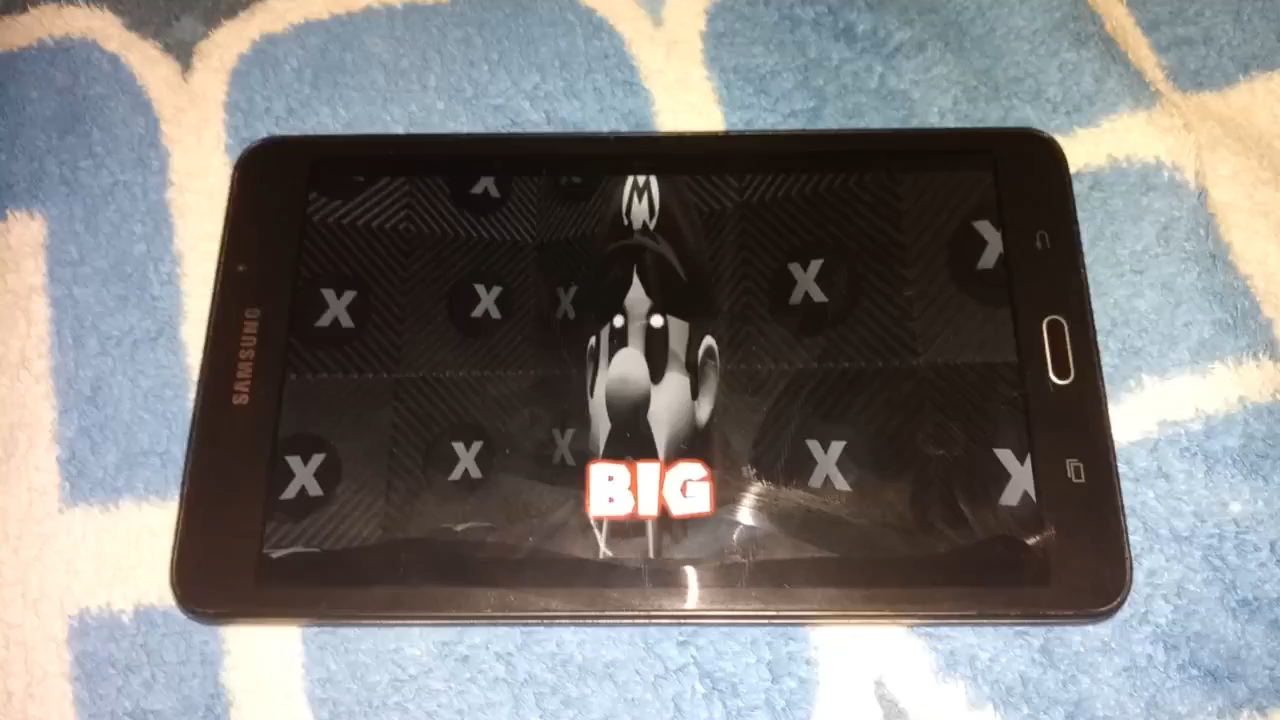 M
X
X X X X X
X X X X X
BIG
SAMSUNG